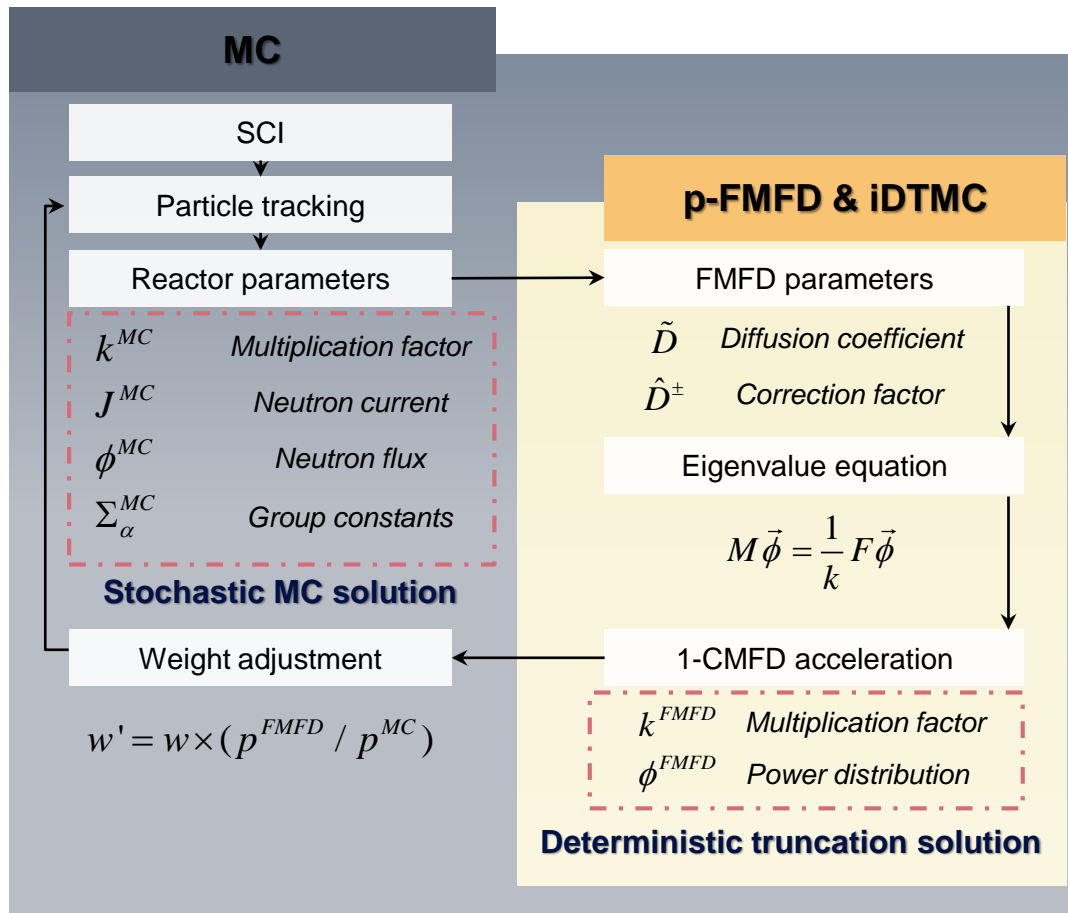 MC
SCI
Particle tracking
Reactor parameters
k^{MC} Multiplication factor
J^{MC} Neutron current
ϕ^{MC} Neutron flux
Σ_α^{MC} Group constants
Stochastic MC solution
Weight adjustment
w' = w × (p^{FMFD} / p^{MC})
p-FMFD & iDTMC
FMFD parameters
D̃ Diffusion coefficient
D̂^± Correction factor
Eigenvalue equation
Mϕ⃗ = \frac{1}{k} Fϕ⃗
1-CMFD acceleration
k^{FMFD} Multiplication factor
ϕ^{FMFD} Power distribution
Deterministic truncation solution